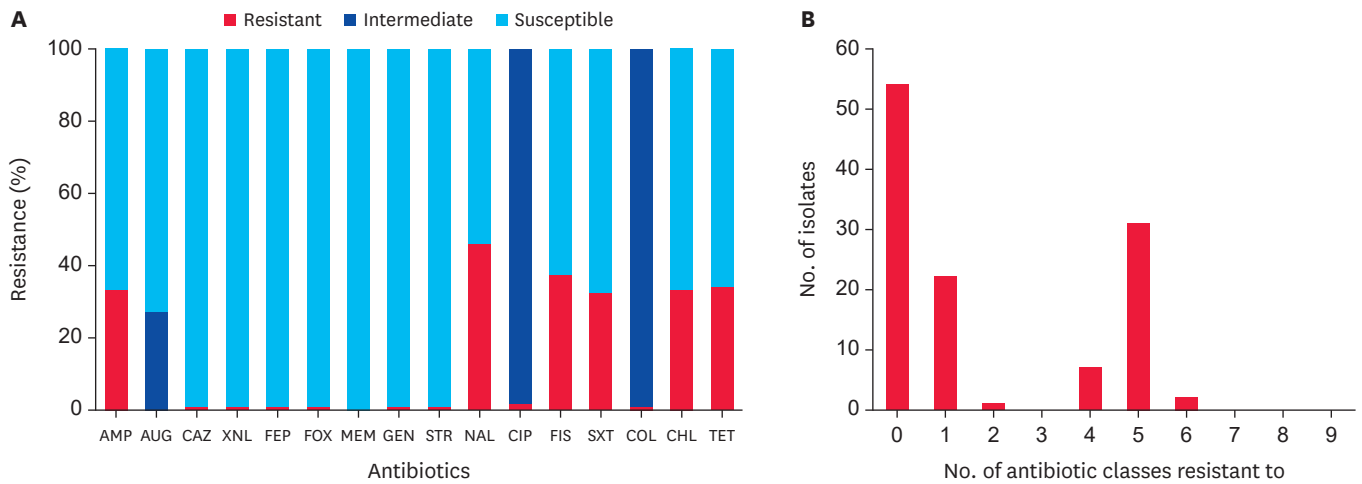 A
Resistant Intermediate Susceptible
Resistance (%)
100
80
60
40
20
0
AMP AUG CAZ XNL FEP FOX MEM GEN STR NAL CIP FIS SXT COL CHL TET
Antibiotics
B
No. of isolates
60
50
40
30
20
10
0
0 1 2 3 4 5 6 7 8 9
No. of antibiotic classes resistant to